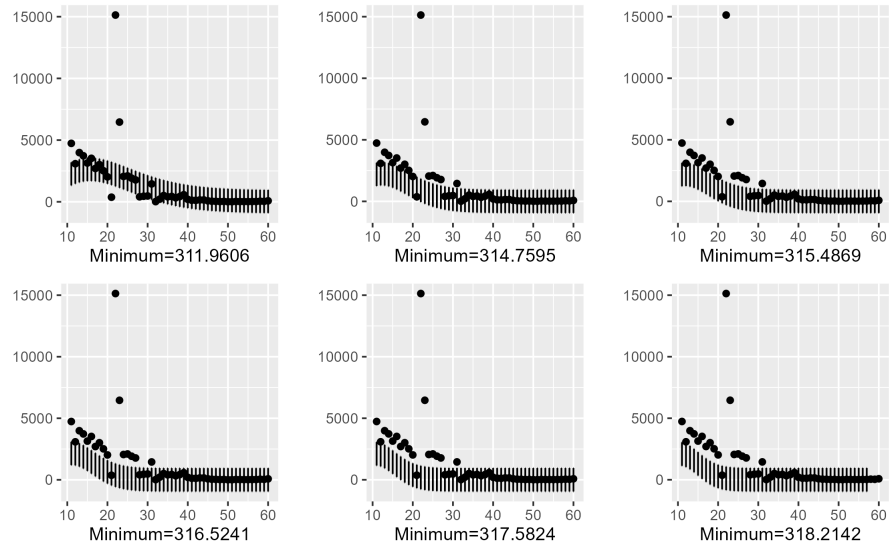 15000
10000
5000
0
10 20 30 40 50 60
Minimum=311.9606
15000
10000
5000
0
10 20 30 40 50 60
Minimum=314.7595
15000
10000
5000
0
10 20 30 40 50 60
Minimum=315.4869
15000
10000
5000
0
10 20 30 40 50 60
Minimum=316.5241
15000
10000
5000
0
10 20 30 40 50 60
Minimum=317.5824
15000
10000
5000
0
10 20 30 40 50 60
Minimum=318.2142